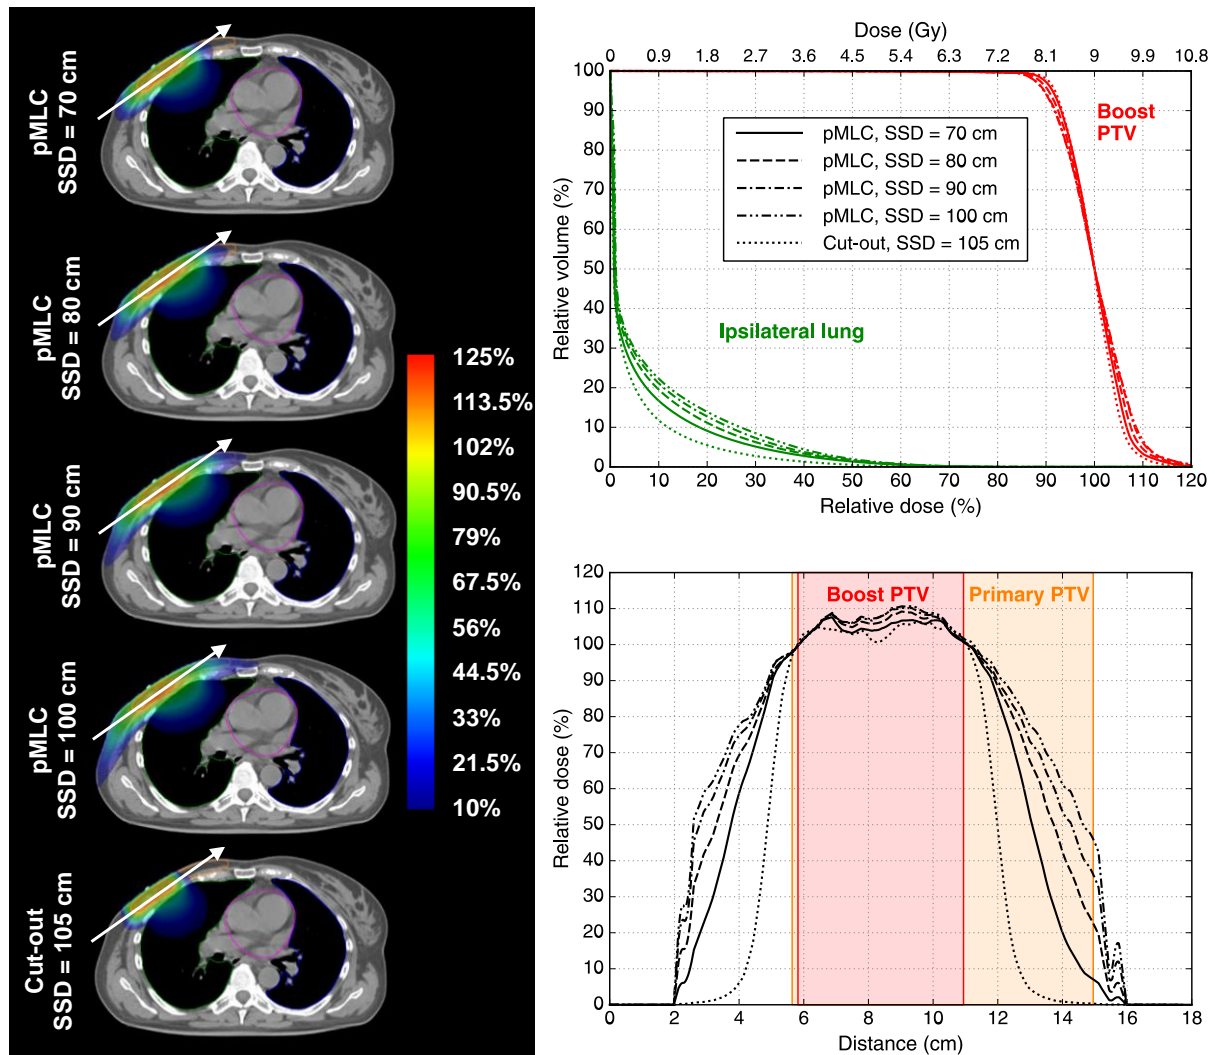 pMLC
SSD = 70 cm
pMLC
SSD = 80 cm
pMLC
SSD = 90 cm
pMLC
SSD = 100 cm
Cut-out
SSD = 105 cm
125%
113.5%
102%
90.5%
79%
67.5%
56%
44.5%
33%
21.5%
10%
Dose (Gy)
0 0.9 1.8 2.7 3.6 4.5 5.4 6.3 7.2 8.1 9 9.9 10.8
Relative volume (%)
100
90
80
70
60
50
40
30
20
10
0
Boost
PTV
pMLC, SSD = 70 cm
pMLC, SSD = 80 cm
pMLC, SSD = 90 cm
pMLC, SSD = 100 cm
Cut-out, SSD = 105 cm
Ipsilateral lung
0 10 20 30 40 50 60 70 80 90 100 110 120
Relative dose (%)
Relative dose (%)
120
110
100
90
80
70
60
50
40
30
20
10
0
Boost PTV
Primary PTV
0 2 4 6 8 10 12 14 16 18
Distance (cm)